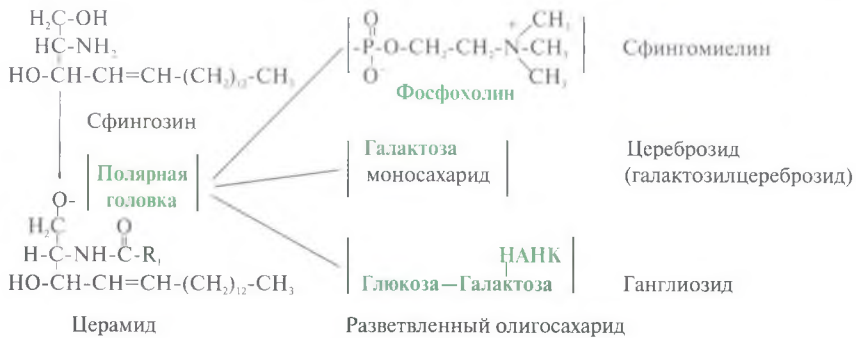 H₂C-OH
HC-NH₂
HO-CH-CH=CH-(CH₂)₁₂-CH₃
Сфингозин
Полярная
головка
O-
H₂C
O
H-C-NH-C-R₁
HO-CH-CH=CH-(CH₂)₁₂-CH₃
Церамид
O
-P-O-CH₂-CH₂-N-CH₃
+
CH₃
CH₃
O⁻
Фосфохолин
Сфингомиелин
Галактоза
моносахарид
Цереброзид
(галактозилцереброзид)
НАНК
Глюкоза—Галактоза
Ганглиозид
Разветвленный олигосахарид